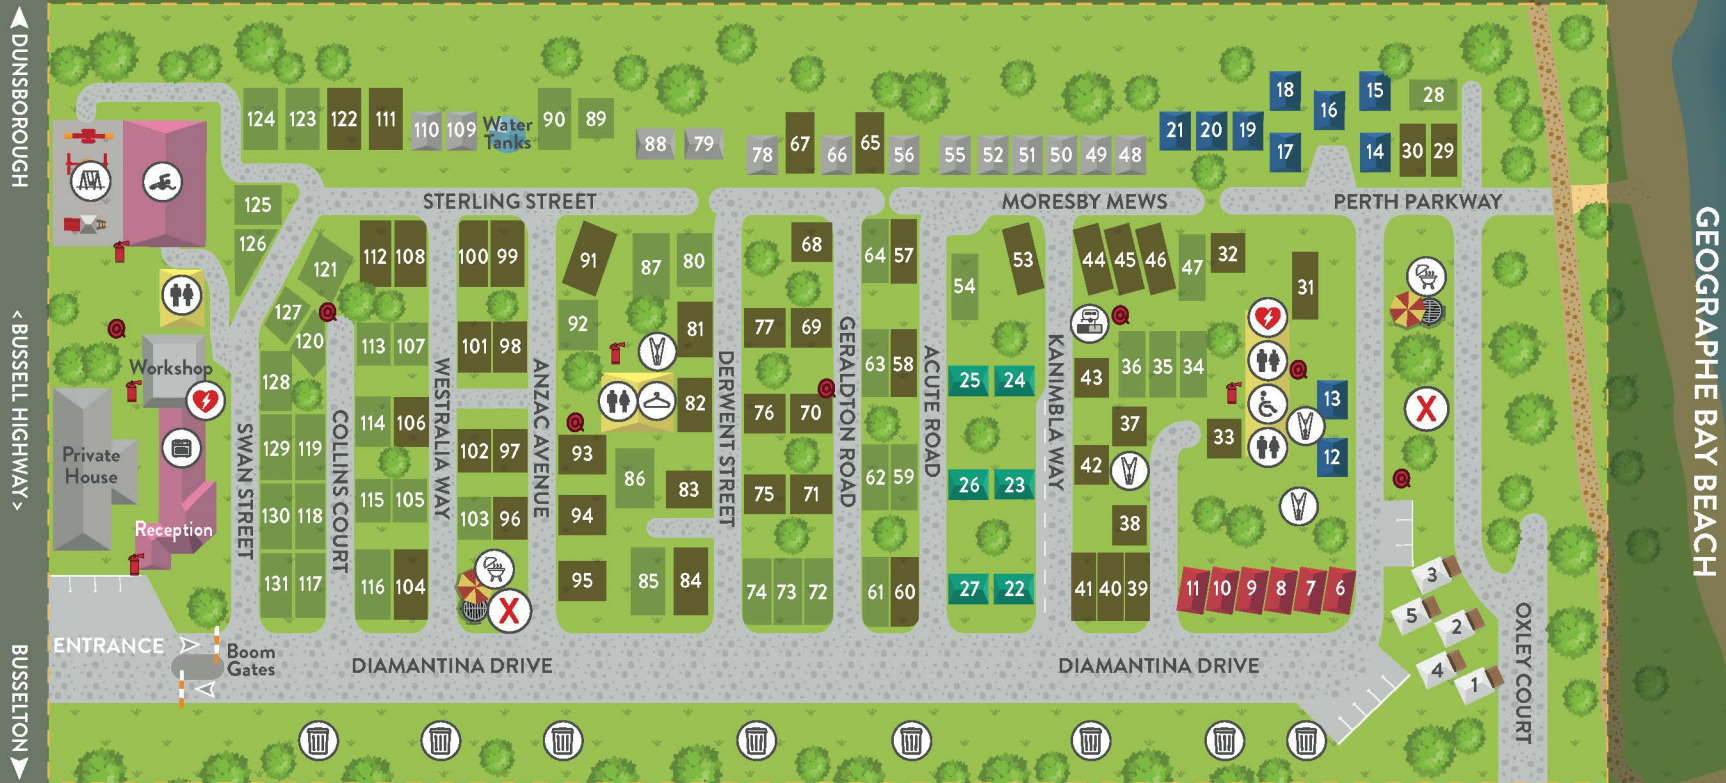 DUNSBOROUGH
< BUSSELL HIGHWAY >
BUSSELTON
124 123 122 111 110 109
Water
Tanks
90 89
88 79
78 67 66 65 56
55 52 51 50 49 48
21 20 19
18 17 16 15 14
28
30 29
STERLING STREET
MORESBY MEWS
PERTH PARKWAY
125
126
121
127
120
128
129 119
130 118
131 117
112 108
113 107
114 106
115 105
116 104
100 99
101 98
102 97
103 96
91
92
93
94
95
87 80
81
82
86
83
85 84
68
77 69
76 70
75 71
74 73 72
64 57
63 58
62 59
61 60
54
53
25 24
26 23
27 22
44 45 46 47 32
31
43
36 35 34
37
42
33
38
41 40 39
13
12
11 10 9 8 7 6
3
5
2
4
1
X
X
Workshop
Private
House
Reception
SWAN STREET
COLLINS COURT
WESTRALIA WAY
ANZAC AVENUE
DERWENT STREET
GERALDTON ROAD
ACUTE ROAD
KANIMBLA WAY
OXLEY COURT
ENTRANCE
Boom
Gates
DIAMANTINA DRIVE
DIAMANTINA DRIVE
GEOGRAPHE BAY BEACH